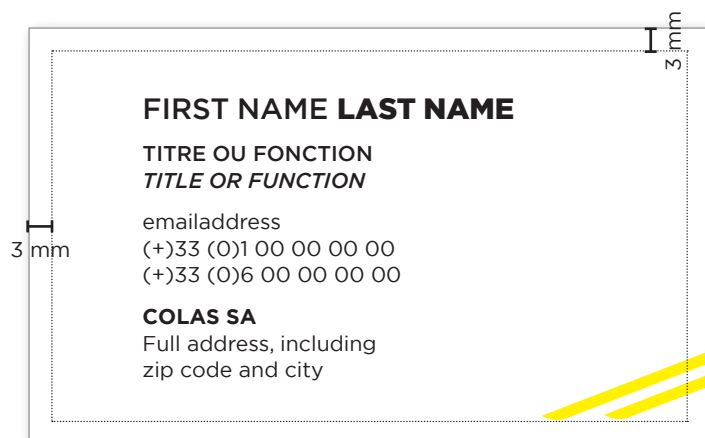 3 mm
FIRST NAME LAST NAME
TITRE OU FONCTION
TITLE OR FUNCTION
emailaddress
(+)33 (0)1 00 00 00 00
(+)33 (0)6 00 00 00 00
3 mm
COLAS SA
Full address, including
zip code and city